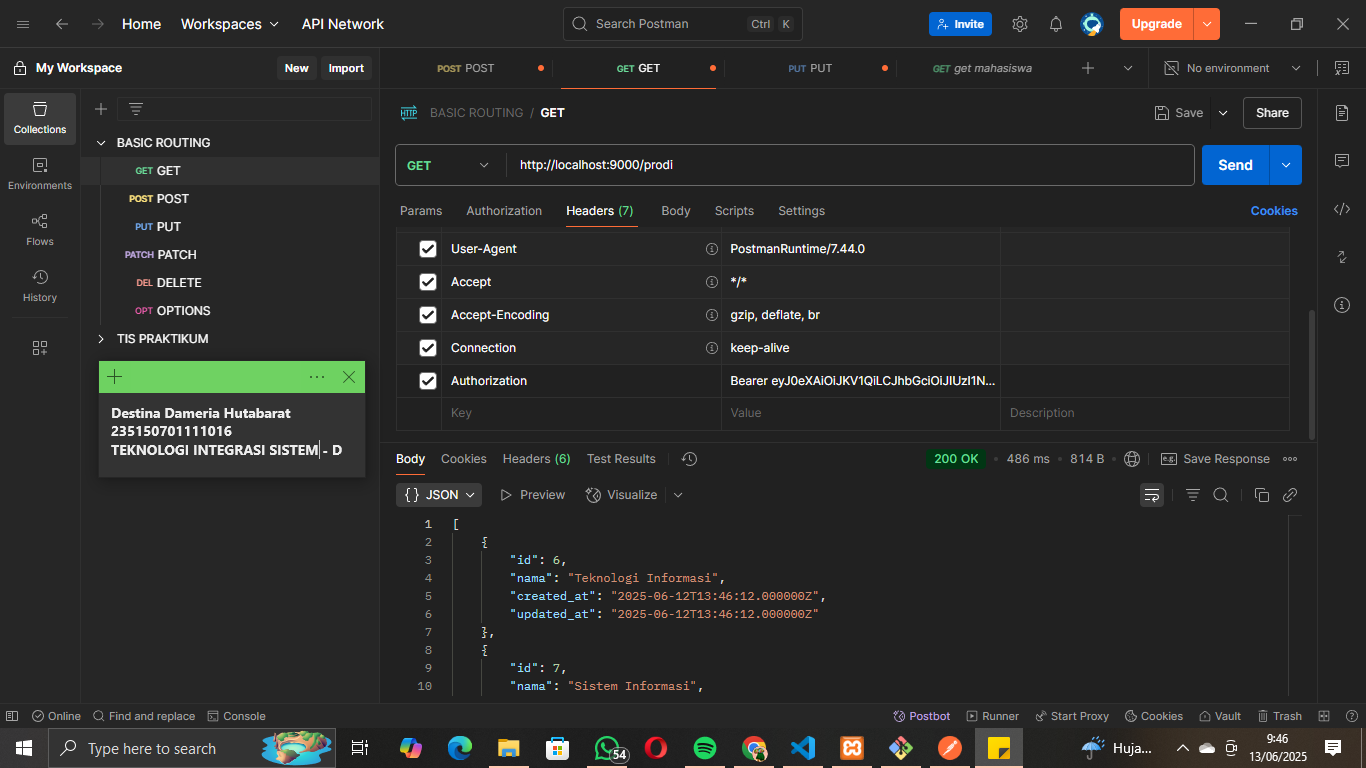 Home Workspaces API Network Search Postman Ctrl K Invite Upgrade
My Workspace New Import POST POST GET GET PUT PUT GET get mahasiswa No environment
Collections
Environments
Flows
History
BASIC ROUTING
GET GET
POST POST
PUT PUT
PATCH PATCH
DEL DELETE
OPT OPTIONS
TIS PRAKTIKUM
Destina Dameria Hutabarat
235150701111016
TEKNOLOGI INTEGRASI SISTEM - D
HTTP BASIC ROUTING / GET Save Share
GET http://localhost:9000/prodi Send
Params Authorization Headers (7) Body Scripts Settings Cookies
User-Agent PostmanRuntime/7.44.0
Accept */*
Accept-Encoding gzip, deflate, br
Connection keep-alive
Authorization Bearer eyJ0eXAiOiJKV1QiLCJhbGciOiJIUzI1N...
Key Value Description
Body Cookies Headers (6) Test Results 200 OK • 486 ms • 814 B e.g. Save Response
{} JSON Preview Visualize
1 [
2 {
3 "id": 6,
4 "nama": "Teknologi Informasi",
5 "created_at": "2025-06-12T13:46:12.000000Z",
6 "updated_at": "2025-06-12T13:46:12.000000Z"
7 },
8 {
9 "id": 7,
10 "nama": "Sistem Informasi",
Online Find and replace Console Postbot Runner Start Proxy Cookies Vault Trash
Type here to search 54 Huja... 9:46
13/06/2025